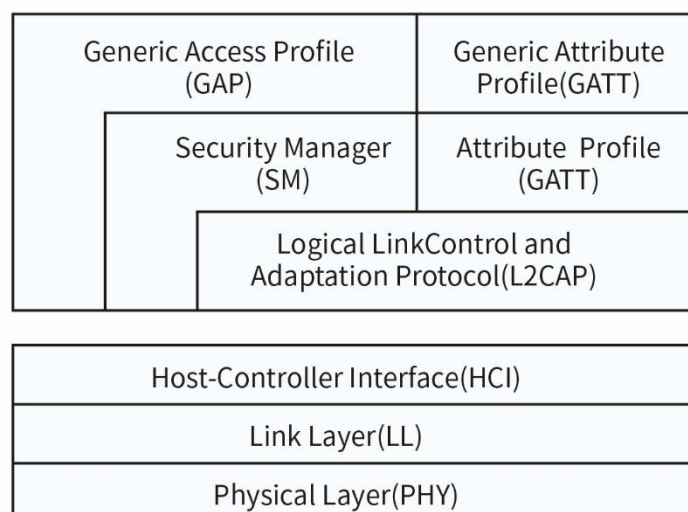 Generic Access Profile
(GAP)
Generic Attribute
Profile(GATT)
Security Manager
(SM)
Attribute Profile
(GATT)
Logical LinkControl and
Adaptation Protocol(L2CAP)
Host-Controller Interface(HCI)
Link Layer(LL)
Physical Layer(PHY)